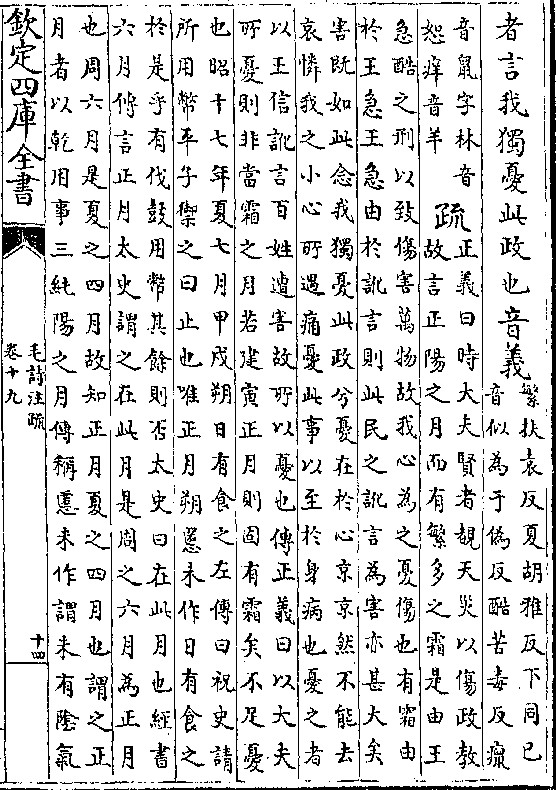 者言我獨憂此政也音義繁扶袁反夏胡雅反下同已
音似為于偽反酷苦毒反癙
音鼠字林音
恕痒音羊疏正義曰時大夫賢者覩天災以傷政教
故言正陽之月而有繁多之霜是由王
急酷之刑以致傷害萬物故我心為之憂傷也有霜由
於王急王急由於訛言則此民之訛言為害亦甚大矣
害既如此念我獨憂此政兮憂在於心京京然不能去
哀憐我之小心所遇痛憂此事以至於身病也憂之者
以王信訛言百姓遭害故所以憂也傳正義曰以大夫
所憂則非當霜之月若建寅正月則固有霜矣不足憂
也昭十七年夏七月甲戌朔日有食之左傳曰祝史請
所用幣平子禦之曰止也唯正月朔慝未作日有食之
於是乎有伐鼓用幣其餘則否太史曰在此月也經書
六月傳言正月太史謂之在此月是周之六月為正月
也周六月是夏之四月故知正月夏之四月也謂之正
月者以乾用事三純陽之月傳稱慝未作謂未有陰氣
欽定四庫全書
毛詩注疏
卷十九
十四